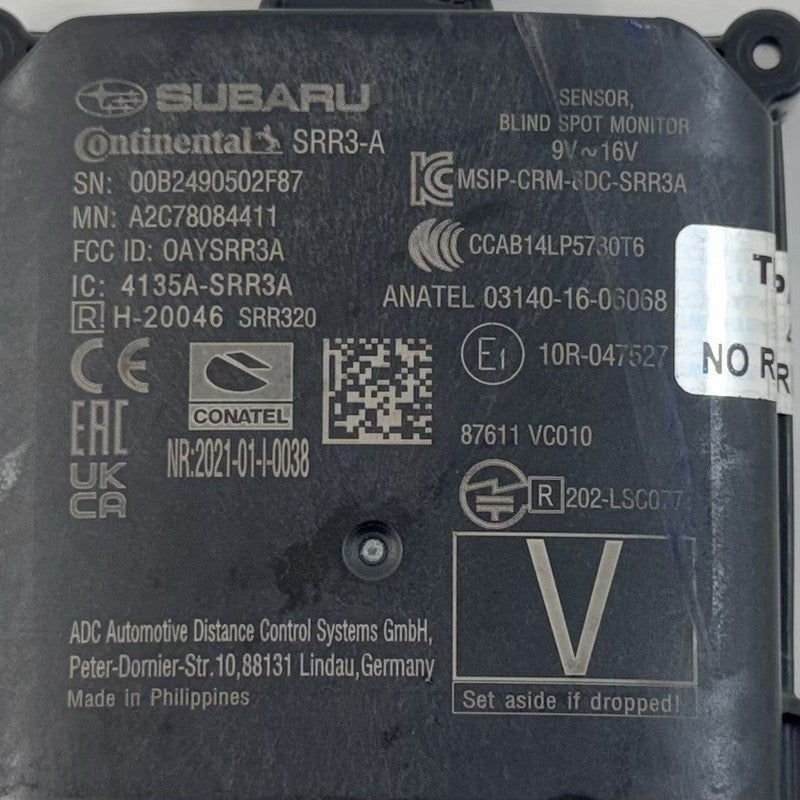 SUBARU
Continental SRR3-A
SN: 00B2490502F87
MN: A2C78084411
FCC ID: OAYSRR3A
IC: 4135A-SRR3A
R H-20046 SRR320
CE
CONATEL
EAC
NR:2021-01-I-0038
UK
CA
SENSOR,
BLIND SPOT MONITOR
9V~16V
MSIP-CRM-6DC-SRR3A
CCAB14LP5730T6
ANATEL 03140-16-06068
E1 10R-047527
87611 VC010
R 202-LSC077
V
Set aside if dropped!
ADC Automotive Distance Control Systems GmbH,
Peter-Dornier-Str.10,88131 Lindau,Germany
Made in Philippines
NO